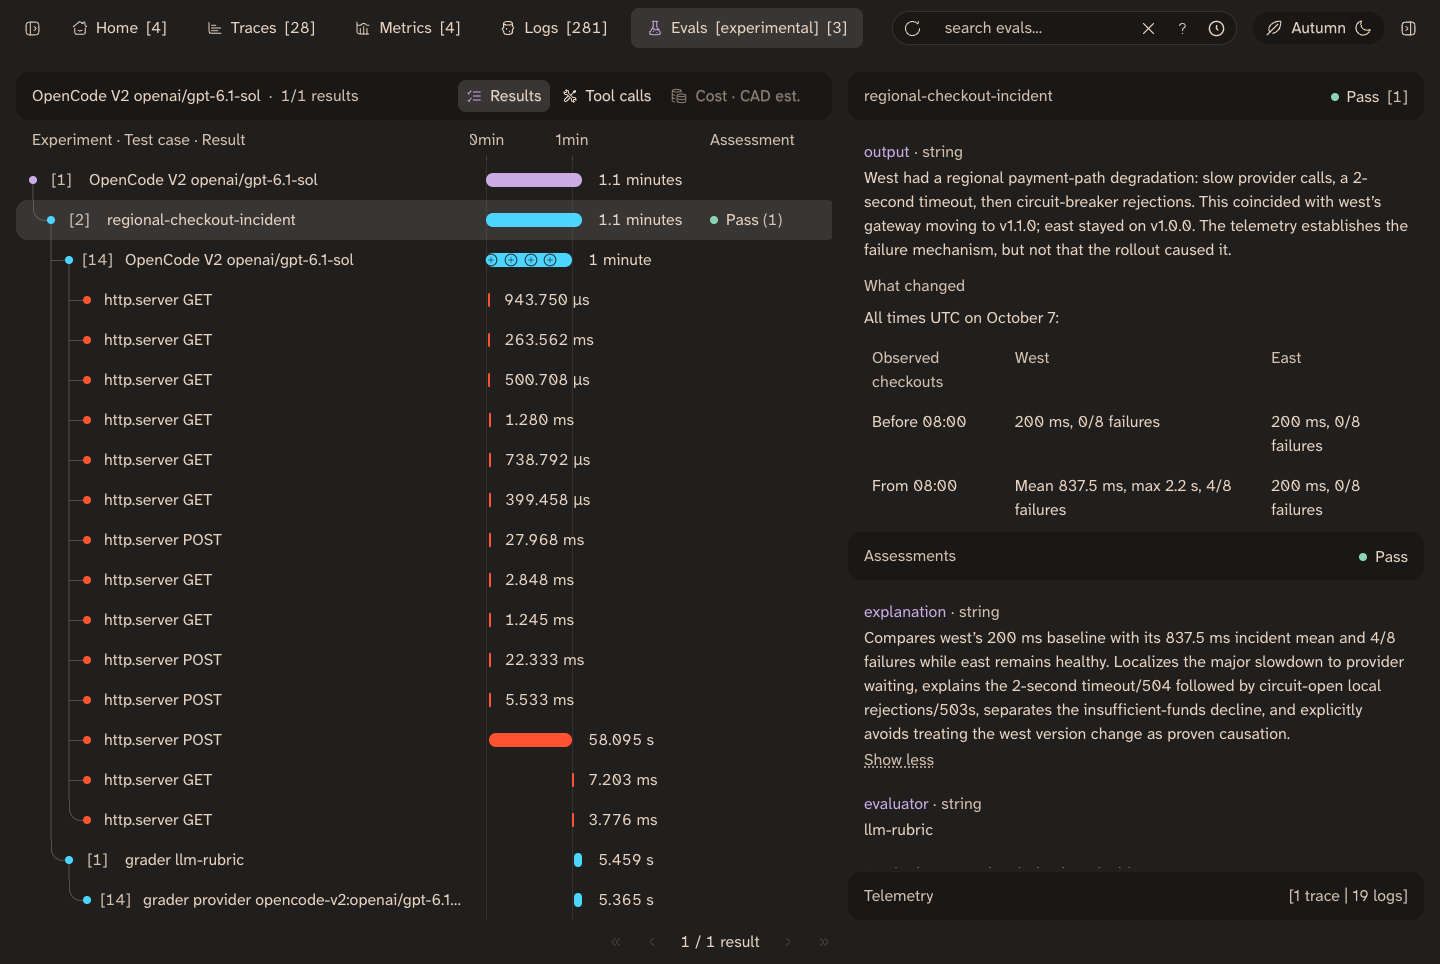 Home [4]
Traces [28]
Metrics [4]
Logs [281]
Evals [experimental] [3]
search evals...
?
Autumn
OpenCode V2 openai/gpt-6.1-sol · 1/1 results
Results
Tool calls
Cost · CAD est.
Experiment · Test case · Result
0min
1min
Assessment
[1] OpenCode V2 openai/gpt-6.1-sol 1.1 minutes
[2] regional-checkout-incident 1.1 minutes Pass (1)
[14] OpenCode V2 openai/gpt-6.1-sol 1 minute
http.server GET 943.750 µs
http.server GET 263.562 ms
http.server GET 500.708 µs
http.server GET 1.280 ms
http.server GET 738.792 µs
http.server GET 399.458 µs
http.server POST 27.968 ms
http.server GET 2.848 ms
http.server GET 1.245 ms
http.server POST 22.333 ms
http.server POST 5.533 ms
http.server POST 58.095 s
http.server GET 7.203 ms
http.server GET 3.776 ms
[1] grader llm-rubric 5.459 s
[14] grader provider opencode-v2:openai/gpt-6.1... 5.365 s
« ‹ 1 / 1 result › »
regional-checkout-incident
Pass [1]
output · string
West had a regional payment-path degradation: slow provider calls, a 2-
second timeout, then circuit-breaker rejections. This coincided with west’s
gateway moving to v1.1.0; east stayed on v1.0.0. The telemetry establishes the
failure mechanism, but not that the rollout caused it.
What changed
All times UTC on October 7:
Observed West East
checkouts
Before 08:00 200 ms, 0/8 failures 200 ms, 0/8
failures
From 08:00 Mean 837.5 ms, max 2.2 s, 4/8 200 ms, 0/8
failures failures
Assessments
Pass
explanation · string
Compares west’s 200 ms baseline with its 837.5 ms incident mean and 4/8
failures while east remains healthy. Localizes the major slowdown to provider
waiting, explains the 2-second timeout/504 followed by circuit-open local
rejections/503s, separates the insufficient-funds decline, and explicitly
avoids treating the west version change as proven causation.
Show less
evaluator · string
llm-rubric
Telemetry
[1 trace | 19 logs]